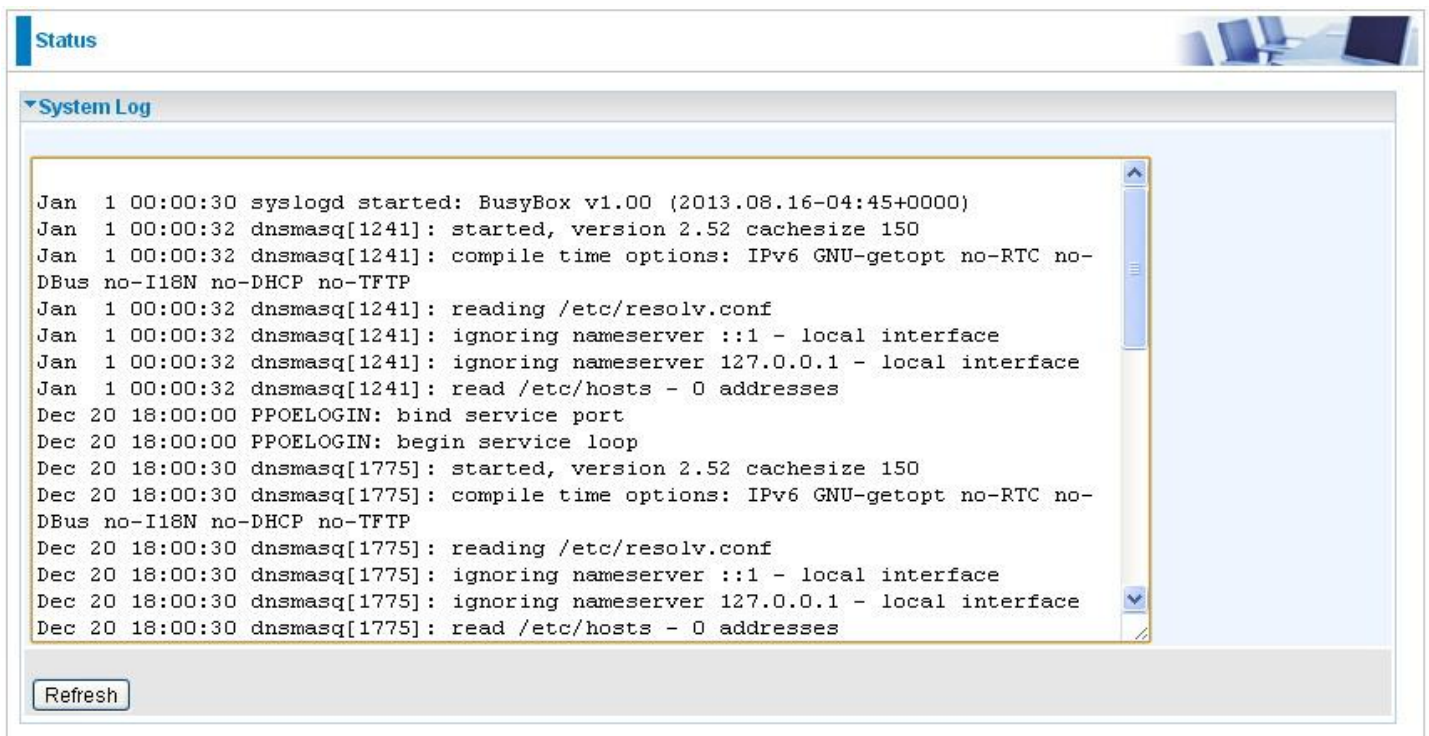 Status
System Log
Jan  1 00:00:30 syslogd started: BusyBox v1.00 (2013.08.16-04:45+0000)
Jan  1 00:00:32 dnsmasq[1241]: started, version 2.52 cachesize 150
Jan  1 00:00:32 dnsmasq[1241]: compile time options: IPv6 GNU-getopt no-RTC no-
DBus no-I18N no-DHCP no-TFTP
Jan  1 00:00:32 dnsmasq[1241]: reading /etc/resolv.conf
Jan  1 00:00:32 dnsmasq[1241]: ignoring nameserver ::1 - local interface
Jan  1 00:00:32 dnsmasq[1241]: ignoring nameserver 127.0.0.1 - local interface
Jan  1 00:00:32 dnsmasq[1241]: read /etc/hosts - 0 addresses
Dec 20 18:00:00 PPOELOGIN: bind service port
Dec 20 18:00:00 PPOELOGIN: begin service loop
Dec 20 18:00:30 dnsmasq[1775]: started, version 2.52 cachesize 150
Dec 20 18:00:30 dnsmasq[1775]: compile time options: IPv6 GNU-getopt no-RTC no-
DBus no-I18N no-DHCP no-TFTP
Dec 20 18:00:30 dnsmasq[1775]: reading /etc/resolv.conf
Dec 20 18:00:30 dnsmasq[1775]: ignoring nameserver ::1 - local interface
Dec 20 18:00:30 dnsmasq[1775]: ignoring nameserver 127.0.0.1 - local interface
Dec 20 18:00:30 dnsmasq[1775]: read /etc/hosts - 0 addresses
Refresh